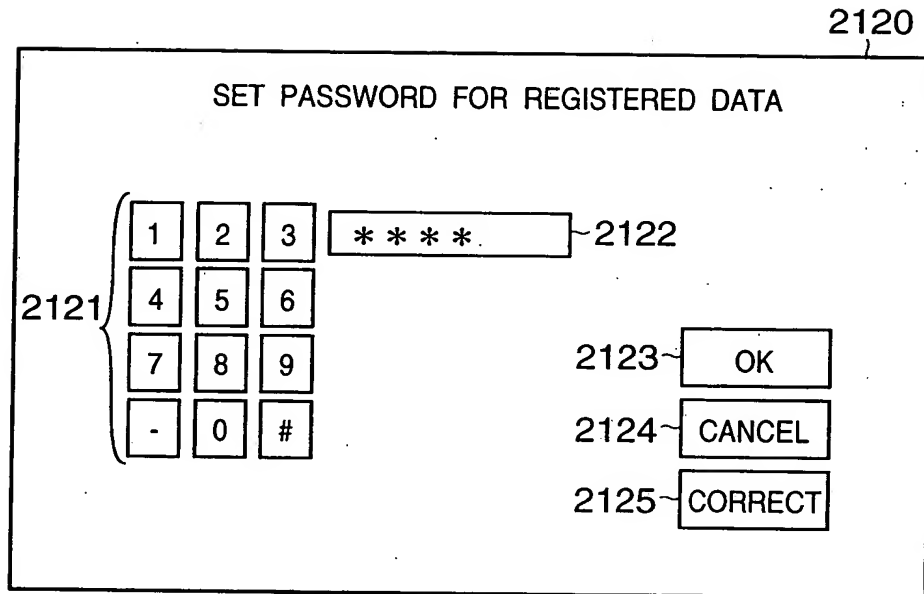 2120
SET PASSWORD FOR REGISTERED DATA
1 2 3 **** 2122
2121 4 5 6
7 8 9 2123 OK
- 0 # 2124 CANCEL
2125 CORRECT